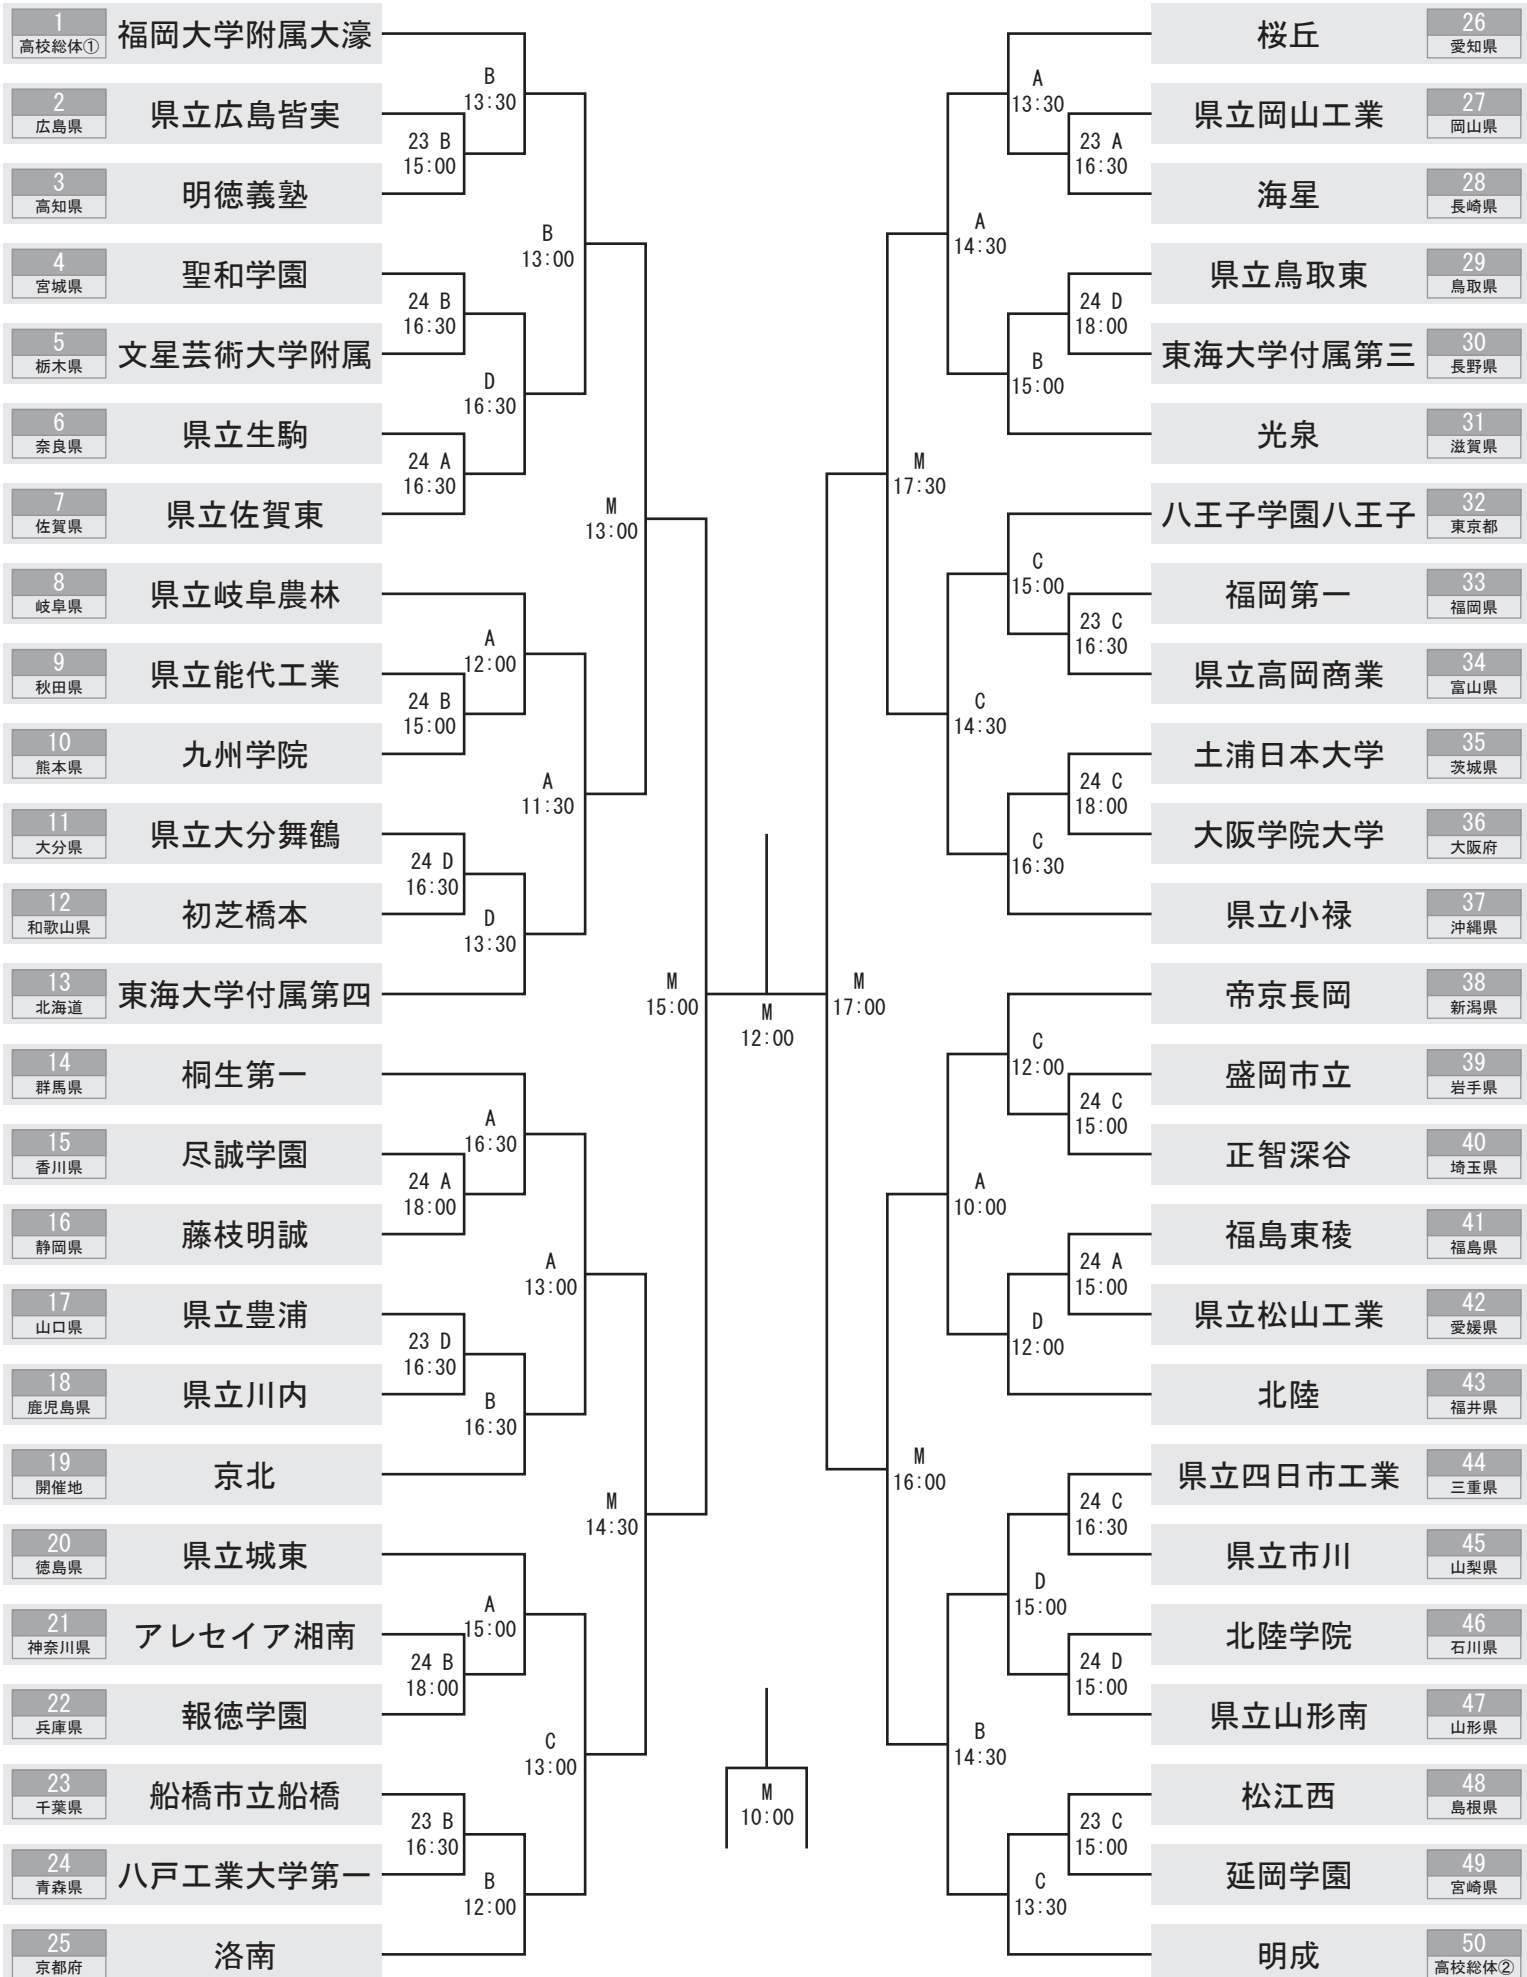 1
高校総体①
福岡大学附属大濠
2
広島県
県立広島皆実
3
高知県
明徳義塾
4
宮城県
聖和学園
5
栃木県
文星芸術大学附属
6
奈良県
県立生駒
7
佐賀県
県立佐賀東
8
岐阜県
県立岐阜農林
9
秋田県
県立能代工業
10
熊本県
九州学院
11
大分県
県立大分舞鶴
12
和歌山県
初芝橋本
13
北海道
東海大学付属第四
14
群馬県
桐生第一
15
香川県
尽誠学園
16
静岡県
藤枝明誠
17
山口県
県立豊浦
18
鹿児島県
県立川内
19
開催地
京北
20
徳島県
県立城東
21
神奈川県
アレセイア湘南
22
兵庫県
報徳学園
23
千葉県
船橋市立船橋
24
青森県
八戸工業大学第一
25
京都府
洛南
B
13:30
23 B
15:00
B
13:00
24 B
16:30
D
16:30
24 A
16:30
M
13:00
A
12:00
24 B
15:00
A
11:30
24 D
16:30
D
13:30
M
15:00
A
16:30
24 A
18:00
A
13:00
23 D
16:30
B
16:30
M
14:30
A
15:00
24 B
18:00
C
13:00
23 B
16:30
B
12:00
M
12:00
M
10:00
M
17:00
A
13:30
23 A
16:30
A
14:30
24 D
18:00
B
15:00
M
17:30
C
15:00
23 C
16:30
C
14:30
24 C
18:00
C
16:30
C
12:00
24 C
15:00
A
10:00
24 A
15:00
D
12:00
M
16:00
24 C
16:30
D
15:00
24 D
15:00
B
14:30
23 C
15:00
C
13:30
桜丘
26
愛知県
県立岡山工業
27
岡山県
海星
28
長崎県
県立鳥取東
29
鳥取県
東海大学付属第三
30
長野県
光泉
31
滋賀県
八王子学園八王子
32
東京都
福岡第一
33
福岡県
県立高岡商業
34
富山県
土浦日本大学
35
茨城県
大阪学院大学
36
大阪府
県立小禄
37
沖縄県
帝京長岡
38
新潟県
盛岡市立
39
岩手県
正智深谷
40
埼玉県
福島東稜
41
福島県
県立松山工業
42
愛媛県
北陸
43
福井県
県立四日市工業
44
三重県
県立市川
45
山梨県
北陸学院
46
石川県
県立山形南
47
山形県
松江西
48
島根県
延岡学園
49
宮崎県
明成
50
高校総体②